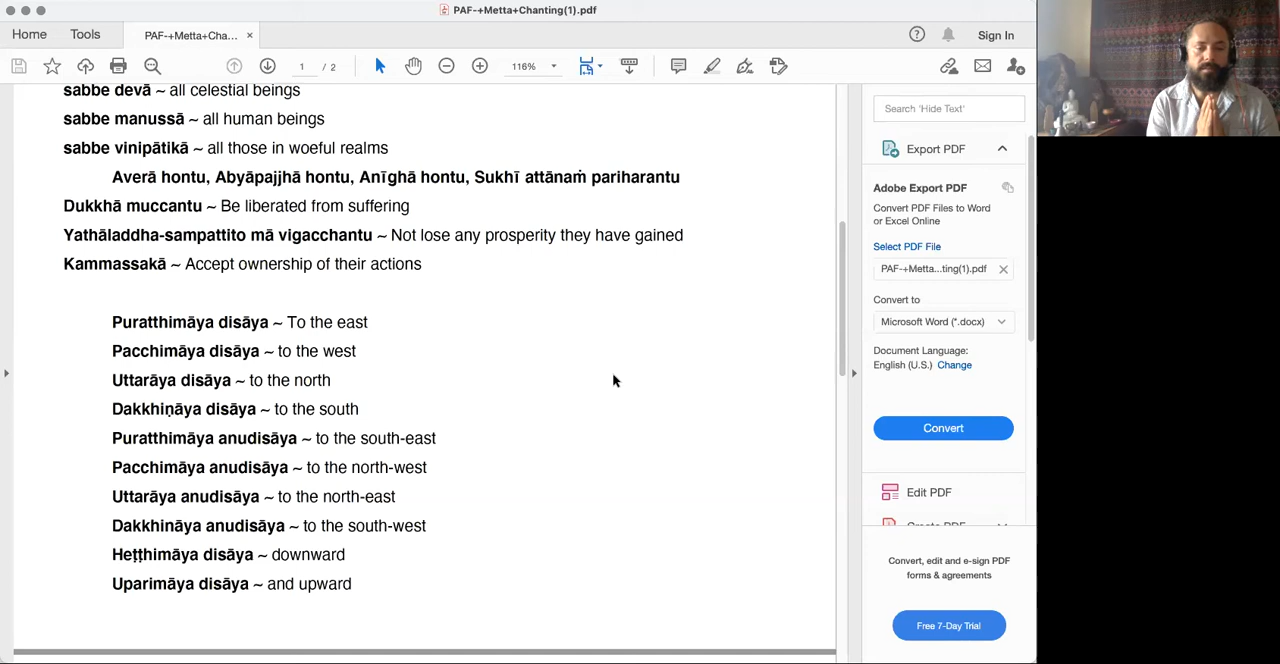 PAF-+Metta+Chanting(1).pdf
Home Tools PAF-+Metta+Cha... × Sign In
1 / 2 116%
sabbe devā ~ all celestial beings
sabbe manussā ~ all human beings
sabbe vinipātikā ~ all those in woeful realms
Averā hontu, Abyāpajjhā hontu, Anīghā hontu, Sukhī attānaṁ pariharantu
Dukkhā muccantu ~ Be liberated from suffering
Yathāladdha-sampattito mā vigacchantu ~ Not lose any prosperity they have gained
Kammassakā ~ Accept ownership of their actions
Puratthimāya disāya ~ To the east
Pacchimāya disāya ~ to the west
Uttarāya disāya ~ to the north
Dakkhiṇāya disāya ~ to the south
Puratthimāya anudisāya ~ to the south-east
Pacchimāya anudisāya ~ to the north-west
Uttarāya anudisāya ~ to the north-east
Dakkhināya anudisāya ~ to the south-west
Heṭṭhimāya disāya ~ downward
Uparimāya disāya ~ and upward
Search 'Hide Text'
Export PDF
Adobe Export PDF
Convert PDF Files to Word
or Excel Online
Select PDF File
PAF-+Metta...ting(1).pdf
Convert to
Microsoft Word (*.docx)
Document Language:
English (U.S.) Change
Convert
Edit PDF
Create PDF
Convert, edit and e-sign PDF
forms & agreements
Free 7-Day Trial